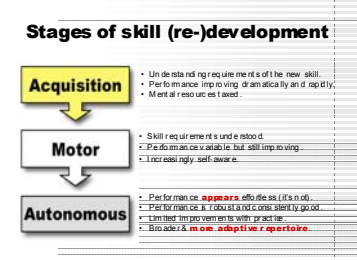 Stages of skill (re-)development
Acquisition
• Understanding requirements of the new skill.
• Performance improving dramatically and rapidly.
• Mental resources taxed.
Motor
• Skill requirements understood.
• Performance variable but still improving.
• Increasingly self-aware.
Autonomous
• Performance appears effortless (it's not).
• Performance is robust and consistently good.
• Limited improvements with practise.
• Broader & more adaptive repertoire.